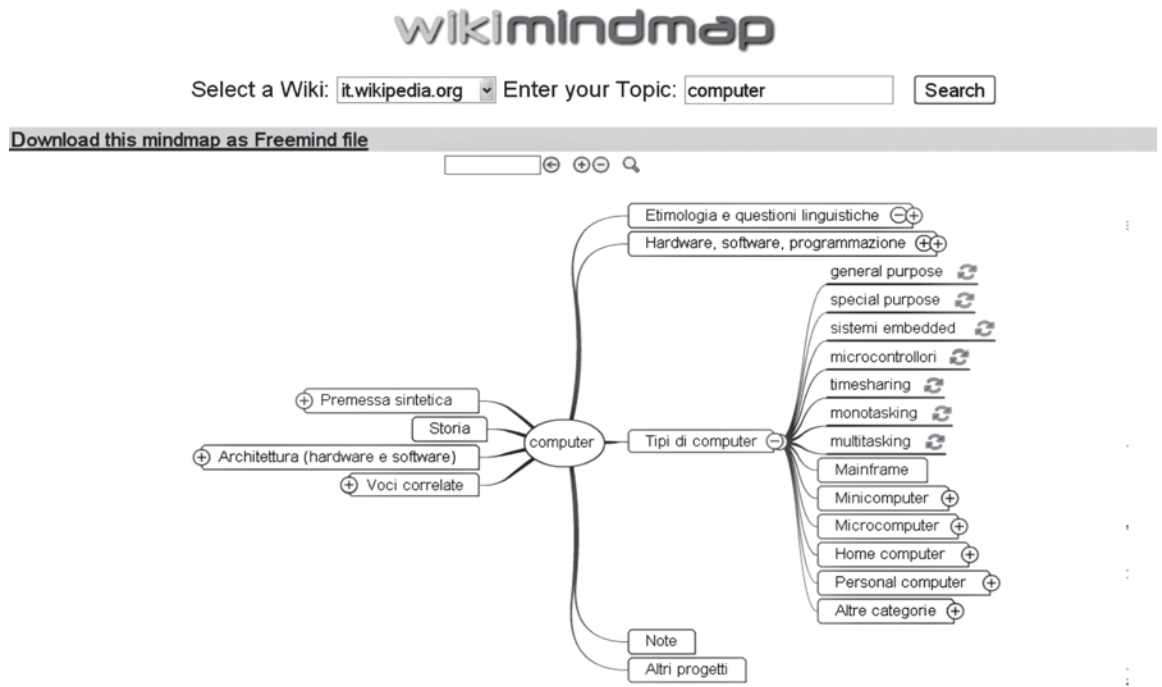 wikimindmap
Select a Wiki: it.wikipedia.org Enter your Topic: computer Search
Download this mindmap as Freemind file
Etimologia e questioni linguistiche
Hardware, software, programmazione
general purpose
special purpose
sistemi embedded
microcontrollori
timesharing
monotasking
multitasking
Premessa sintetica
Storia
Architettura (hardware e software)
Voci correlate
computer
Tipi di computer
Mainframe
Minicomputer
Microcomputer
Home computer
Personal computer
Altre categorie
Note
Altri progetti